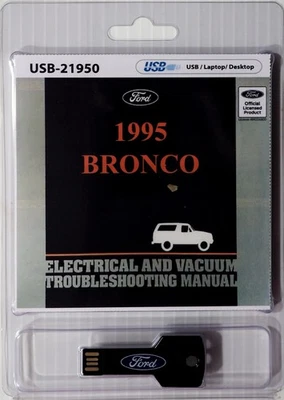 USB-21950
USB
USB / Laptop/ Desktop
Ford
Ford
Official
Licensed
Product
1995
BRONCO
ELECTRICAL AND VACUUM
TROUBLESHOOTING MANUAL
Ford